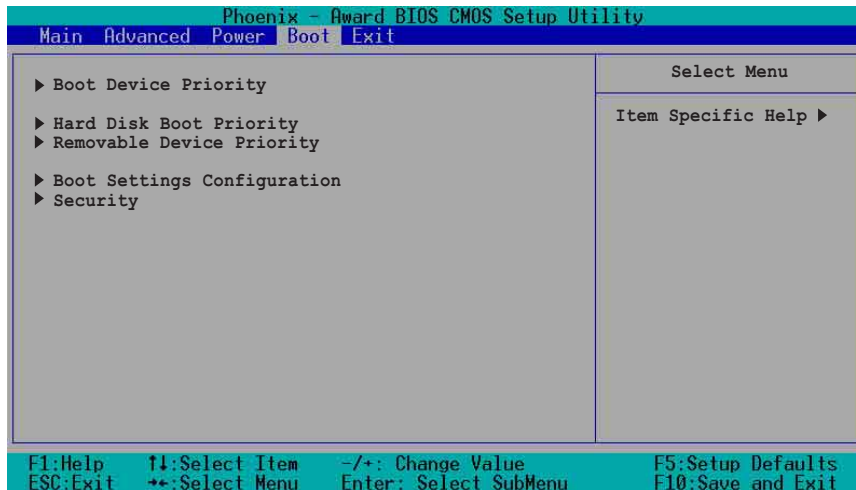 Phoenix - Award BIOS CMOS Setup Utility
Main Advanced Power Boot Exit
Boot Device Priority
Hard Disk Boot Priority
Removable Device Priority
Boot Settings Configuration
Security
Select Menu
Item Specific Help
F1:Help ↑↓:Select Item -/+: Change Value F5:Setup Defaults
ESC:Exit →←:Select Menu Enter: Select SubMenu F10:Save and Exit